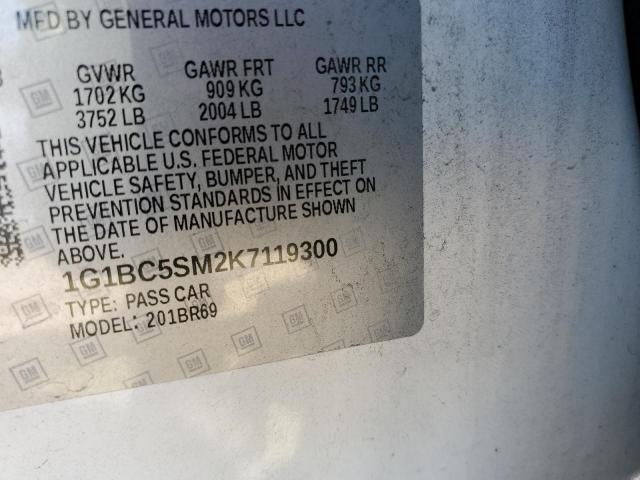 MFD BY GENERAL MOTORS LLC
GVWR GAWR FRT GAWR RR
1702 KG 909 KG 793 KG
3752 LB 2004 LB 1749 LB
THIS VEHICLE CONFORMS TO ALL
APPLICABLE U.S. FEDERAL MOTOR
VEHICLE SAFETY, BUMPER, AND THEFT
PREVENTION STANDARDS IN EFFECT ON
THE DATE OF MANUFACTURE SHOWN
ABOVE.
1G1BC5SM2K7119300
TYPE: PASS CAR
MODEL: 201BR69